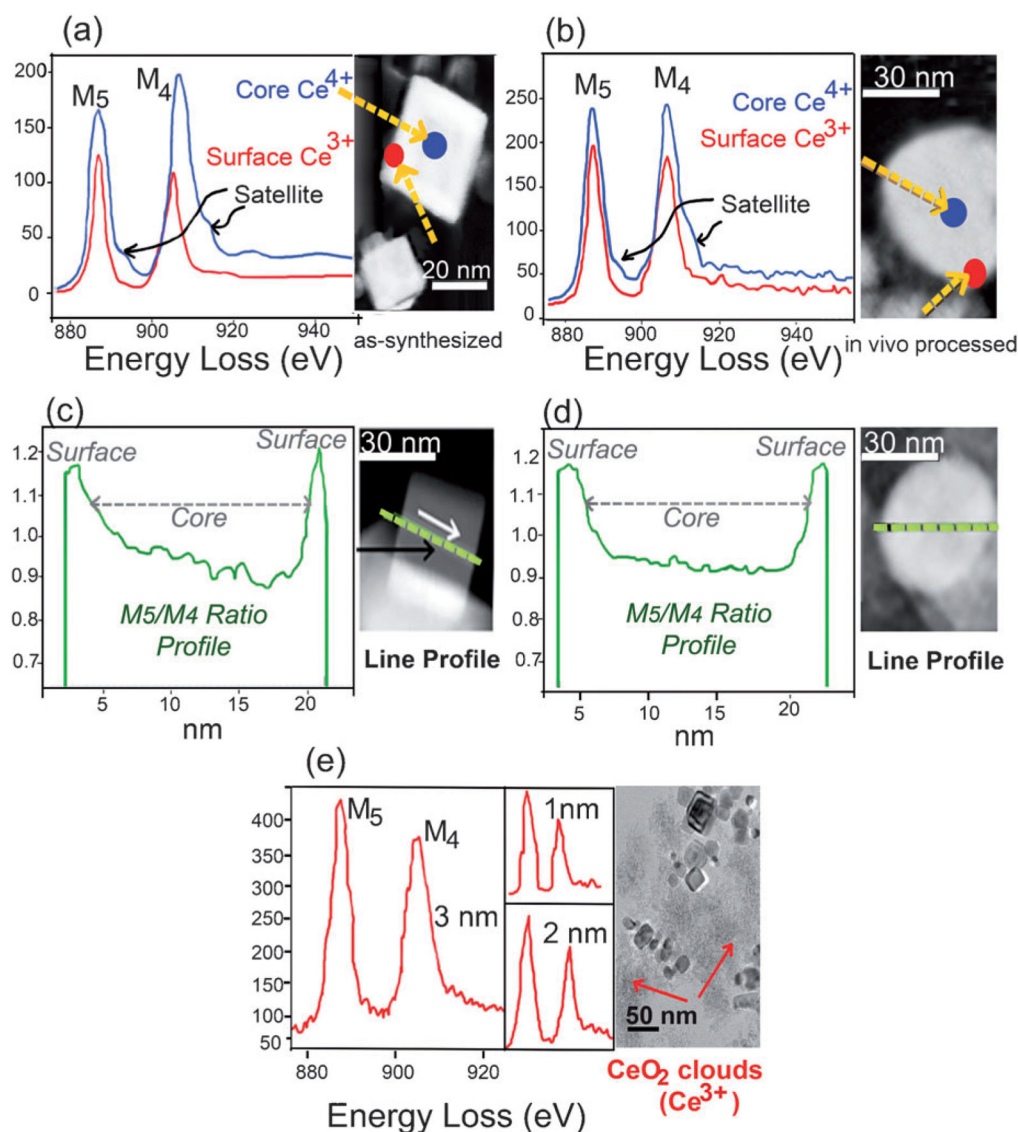 (a)
200
150
100
50
0
M5
M4
Core Ce4+
Surface Ce3+
Satellite
880 900 920 940
Energy Loss (eV)
20 nm
as-synthesized
(b)
250
200
150
100
50
0
M5
M4
Core Ce4+
Surface Ce3+
Satellite
880 900 920 940
Energy Loss (eV)
30 nm
in vivo processed
(c)
1.2
1.1
1.0
0.9
0.8
0.7
Surface
Surface
Core
M5/M4 Ratio
Profile
5 10 15 20
nm
30 nm
Line Profile
(d)
1.2
1.1
1.0
0.9
0.8
0.7
Surface
Surface
Core
M5/M4 Ratio
Profile
5 10 15 20
nm
30 nm
Line Profile
(e)
400
350
300
250
200
150
100
50
M5
M4
3 nm
880 900 920
Energy Loss (eV)
1nm
2 nm
50 nm
CeO2 clouds
(Ce3+)